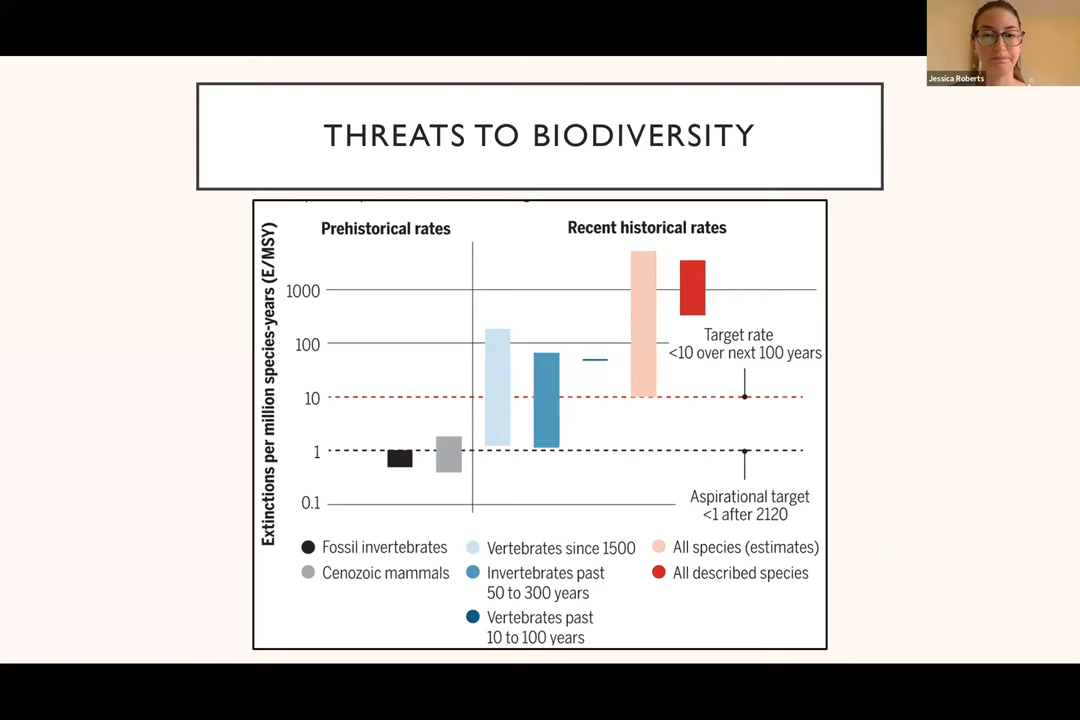 Jessica Roberts
THREATS TO BIODIVERSITY
Prehistorical rates
Recent historical rates
Extinctions per million species-years (E/MSY)
1000
100
10
1
0.1
Target rate
<10 over next 100 years
Aspirational target
<1 after 2120
Fossil invertebrates
Cenozoic mammals
Vertebrates since 1500
Invertebrates past
50 to 300 years
Vertebrates past
10 to 100 years
All species (estimates)
All described species